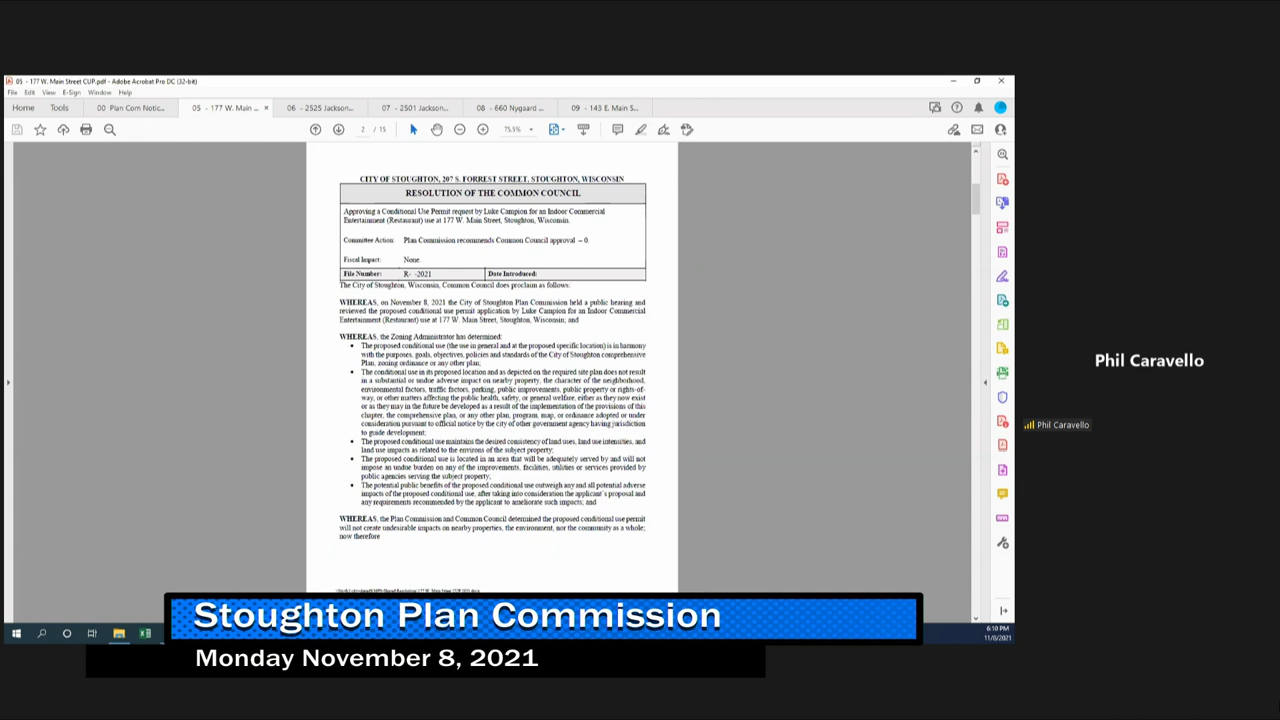 05 - 177 W. Main Street CUP.pdf - Adobe Acrobat Pro DC (32-bit)
File Edit View E-Sign Window Help
Home Tools 00 Plan Com Notic... 05 - 177 W. Main ... × 06 - 2525 Jackson... 07 - 2501 Jackson... 08 - 660 Nygaard ... 09 - 143 E. Main S...
2 / 15 75.5%
CITY OF STOUGHTON, 207 S. FORREST STREET, STOUGHTON, WISCONSIN
RESOLUTION OF THE COMMON COUNCIL
Approving a Conditional Use Permit request by Luke Campion for an Indoor Commercial
Entertainment (Restaurant) use at 177 W. Main Street, Stoughton, Wisconsin.
Committee Action: Plan Commission recommends Common Council approval – 0.
Fiscal Impact: None.
File Number: R- -2021 Date Introduced:
The City of Stoughton, Wisconsin, Common Council does proclaim as follows:
WHEREAS, on November 8, 2021 the City of Stoughton Plan Commission held a public hearing and
reviewed the proposed conditional use permit application by Luke Campion for an Indoor Commercial
Entertainment (Restaurant) use at 177 W. Main Street, Stoughton, Wisconsin; and
WHEREAS, the Zoning Administrator has determined:
• The proposed conditional use (the use in general and at the proposed specific location) is in harmony
with the purposes, goals, objectives, policies and standards of the City of Stoughton comprehensive
Plan, zoning ordinance or any other plan;
• The conditional use in its proposed location and as depicted on the required site plan does not result
in a substantial or undue adverse impact on nearby property, the character of the neighborhood,
environmental factors, traffic factors, parking, public improvements, public property or rights-of-
way, or other matters affecting the public health, safety, or general welfare, either as they now exist
or as they may in the future be developed as a result of the implementation of the provisions of this
chapter, the comprehensive plan, or any other plan, program, map, or ordinance adopted or under
consideration pursuant to official notice by the city of other government agency having jurisdiction
to guide development;
• The proposed conditional use maintains the desired consistency of land uses, land use intensities, and
land use impacts as related to the environs of the subject property;
• The proposed conditional use is located in an area that will be adequately served by and will not
impose an undue burden on any of the improvements, facilities, utilities or services provided by
public agencies serving the subject property;
• The potential public benefits of the proposed conditional use outweigh any and all potential adverse
impacts of the proposed conditional use, after taking into consideration the applicant's proposal and
any requirements recommended by the applicant to ameliorate such impacts; and
WHEREAS, the Plan Commission and Common Council determined the proposed conditional use permit
will not create undesirable impacts on nearby properties, the environment, nor the community as a whole;
now therefore
Phil Caravello
Phil Caravello
Stoughton Plan Commission
Monday November 8, 2021
6:10 PM
11/8/2021